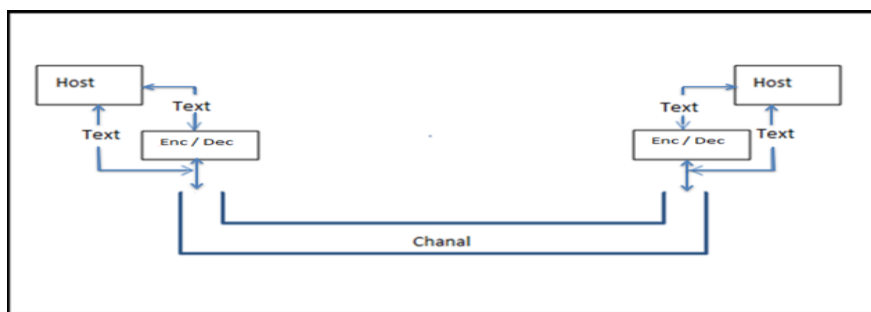 Host
Host
Text
Text
Text
Text
Enc / Dec
Enc / Dec
Chanal